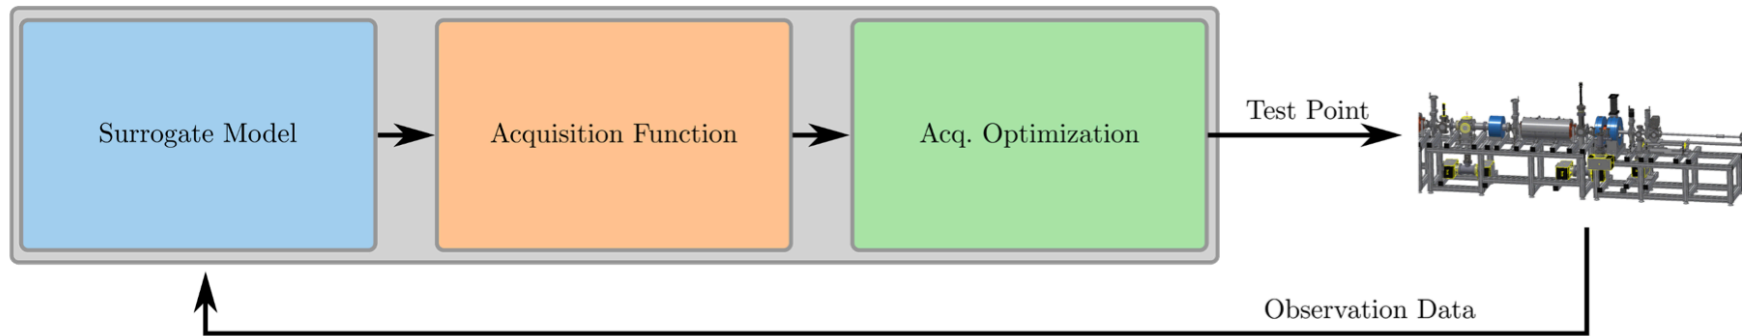 Surrogate Model
Acquisition Function
Acq. Optimization
Test Point
Observation Data